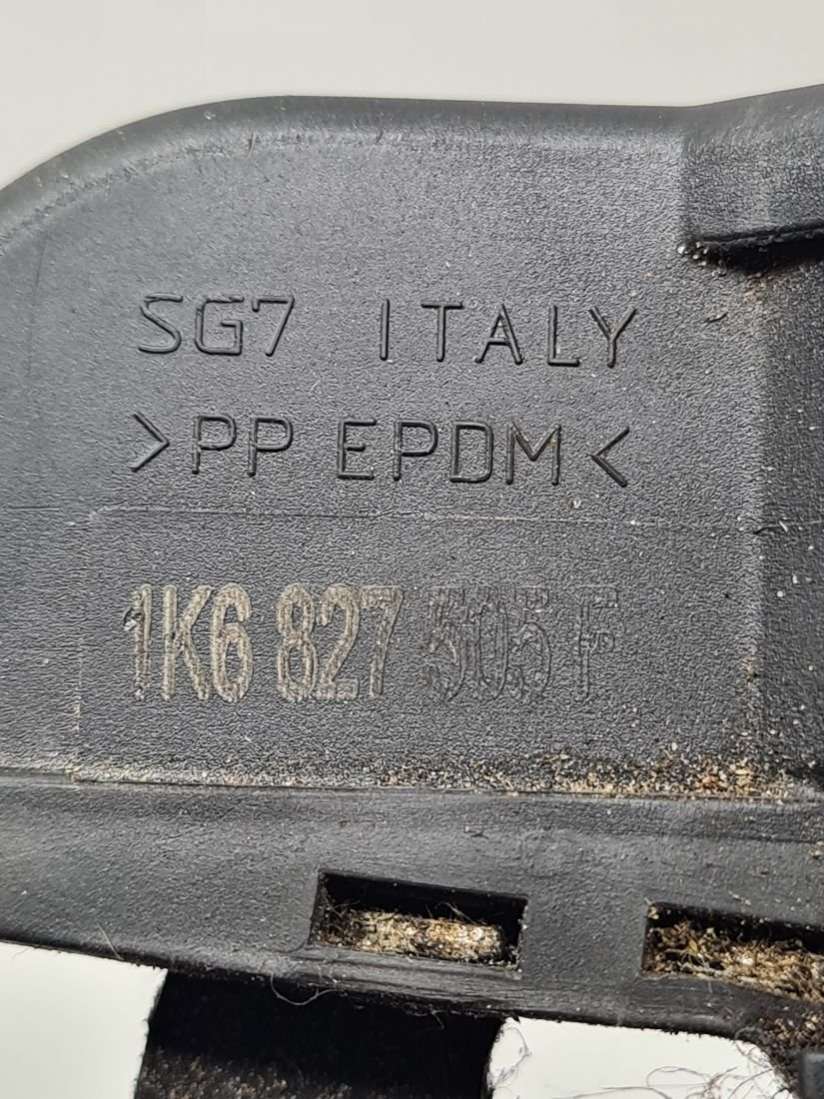 SG7 ITALY
>PP EPDM<
1K6 827 505 F